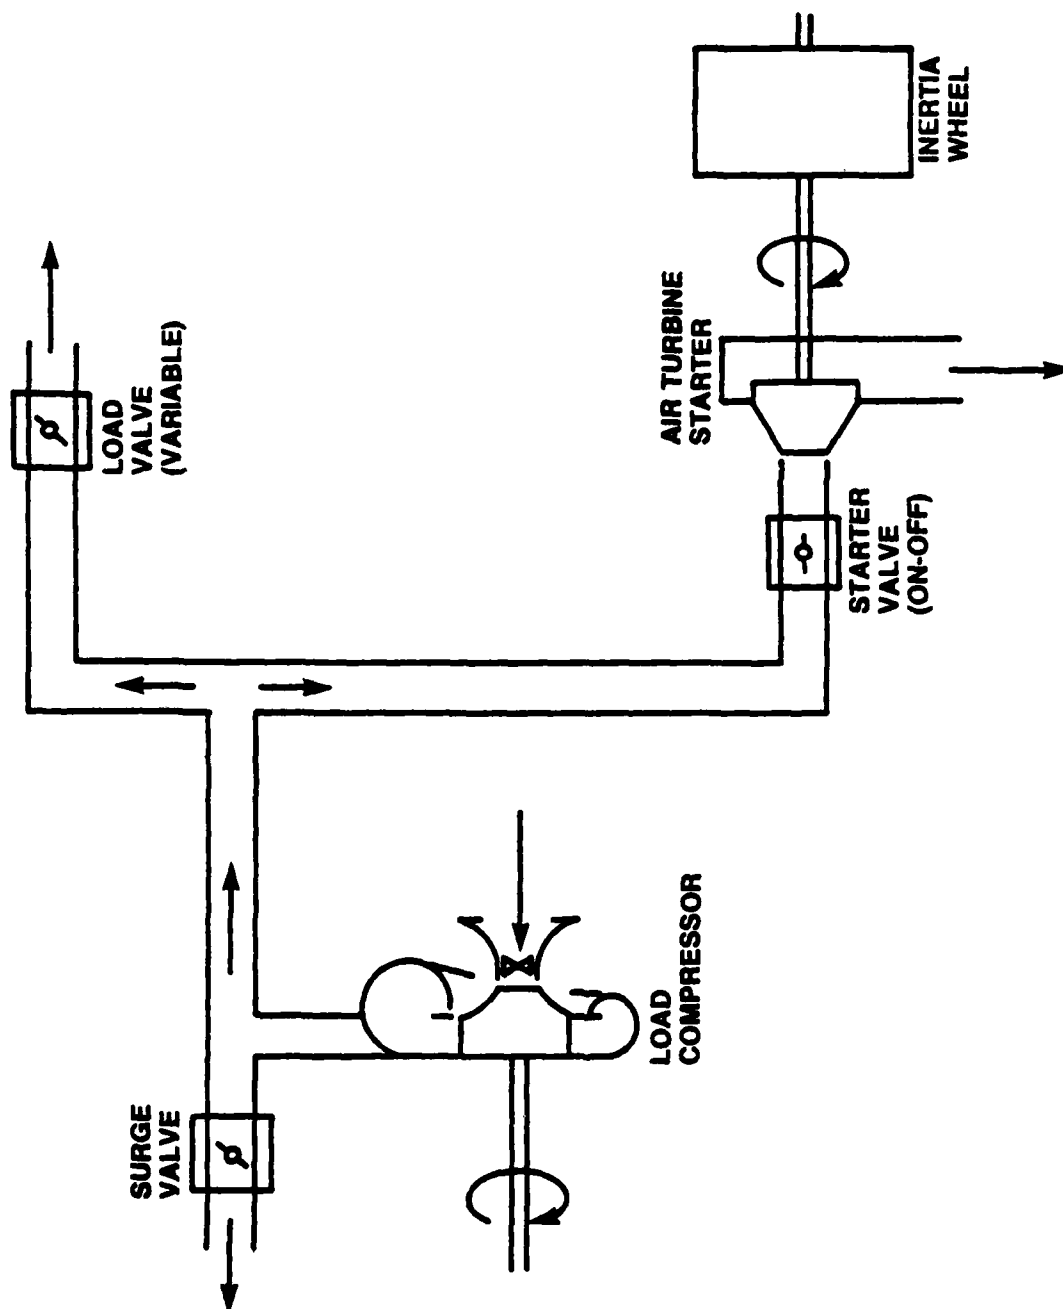 SURGE
VALVE
LOAD
COMPRESSOR
LOAD
VALVE
(VARIABLE)
STARTER
VALVE
(ON-OFF)
AIR TURBINE
STARTER
INERTIA
WHEEL